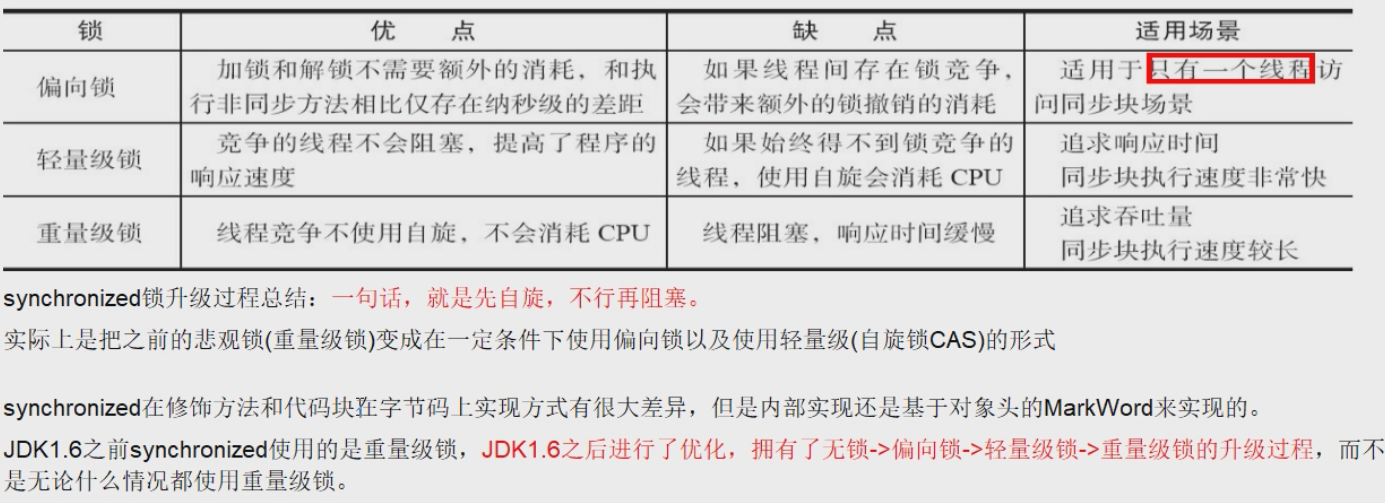 锁 优 点 缺 点 适用场景
偏向锁 加锁和解锁不需要额外的消耗，和执行非同步方法相比仅存在纳秒级的差距 如果线程间存在锁竞争，会带来额外的锁撤销的消耗 适用于只有一个线程访问同步块场景
轻量级锁 竞争的线程不会阻塞，提高了程序的响应速度 如果始终得不到锁竞争的线程，使用自旋会消耗 CPU 追求响应时间 同步块执行速度非常快
重量级锁 线程竞争不使用自旋，不会消耗 CPU 线程阻塞，响应时间缓慢 追求吞吐量 同步块执行速度较长
synchronized锁升级过程总结：一句话，就是先自旋，不行再阻塞。
实际上是把之前的悲观锁(重量级锁)变成在一定条件下使用偏向锁以及使用轻量级(自旋锁CAS)的形式
synchronized在修饰方法和代码块在字节码上实现方式有很大差异，但是内部实现还是基于对象头的MarkWord来实现的。
JDK1.6之前synchronized使用的是重量级锁，JDK1.6之后进行了优化，拥有了无锁->偏向锁->轻量级锁->重量级锁的升级过程，而不
是无论什么情况都使用重量级锁。